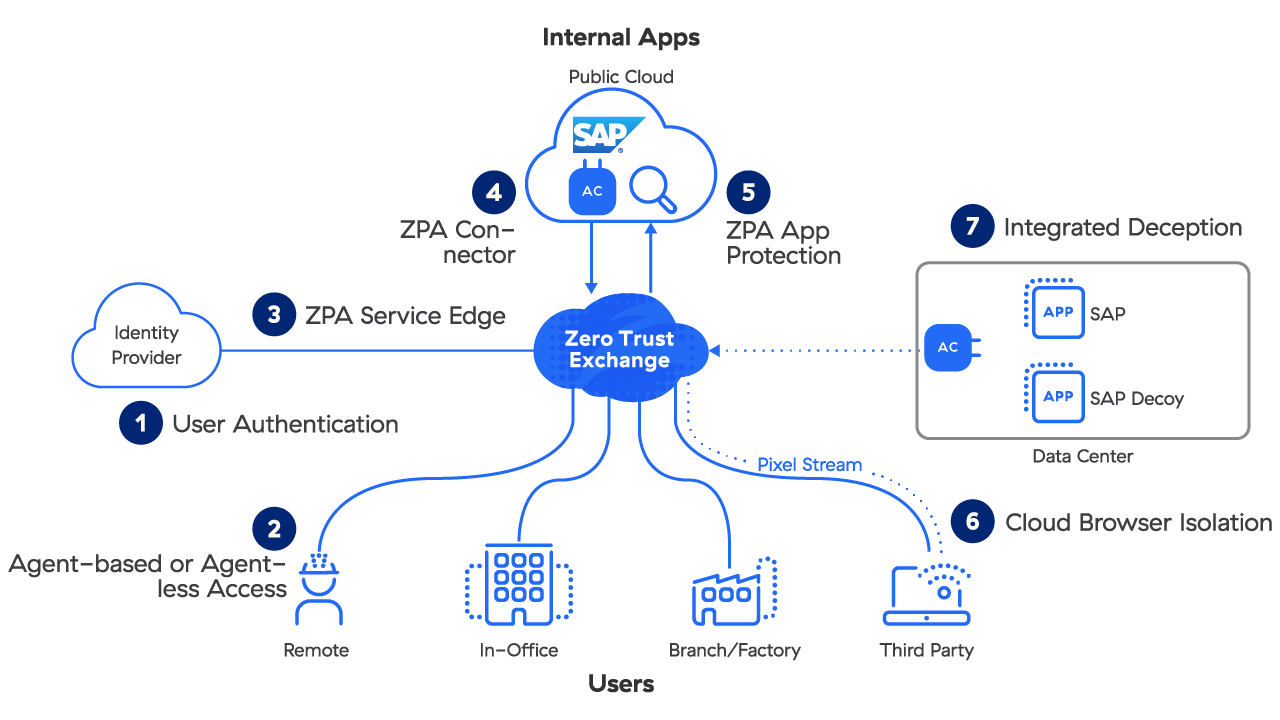 Internal Apps
Public Cloud
SAP
®
AC
4
ZPA Con-
nector
5
ZPA App
Protection
7
Integrated Deception
APP
SAP
AC
APP
SAP Decoy
Data Center
Identity
Provider
3
ZPA Service Edge
Zero Trust
Exchange
1
User Authentication
Pixel Stream
2
Agent-based or Agent-
less Access
6
Cloud Browser Isolation
Remote
In-Office
Branch/Factory
Third Party
Users